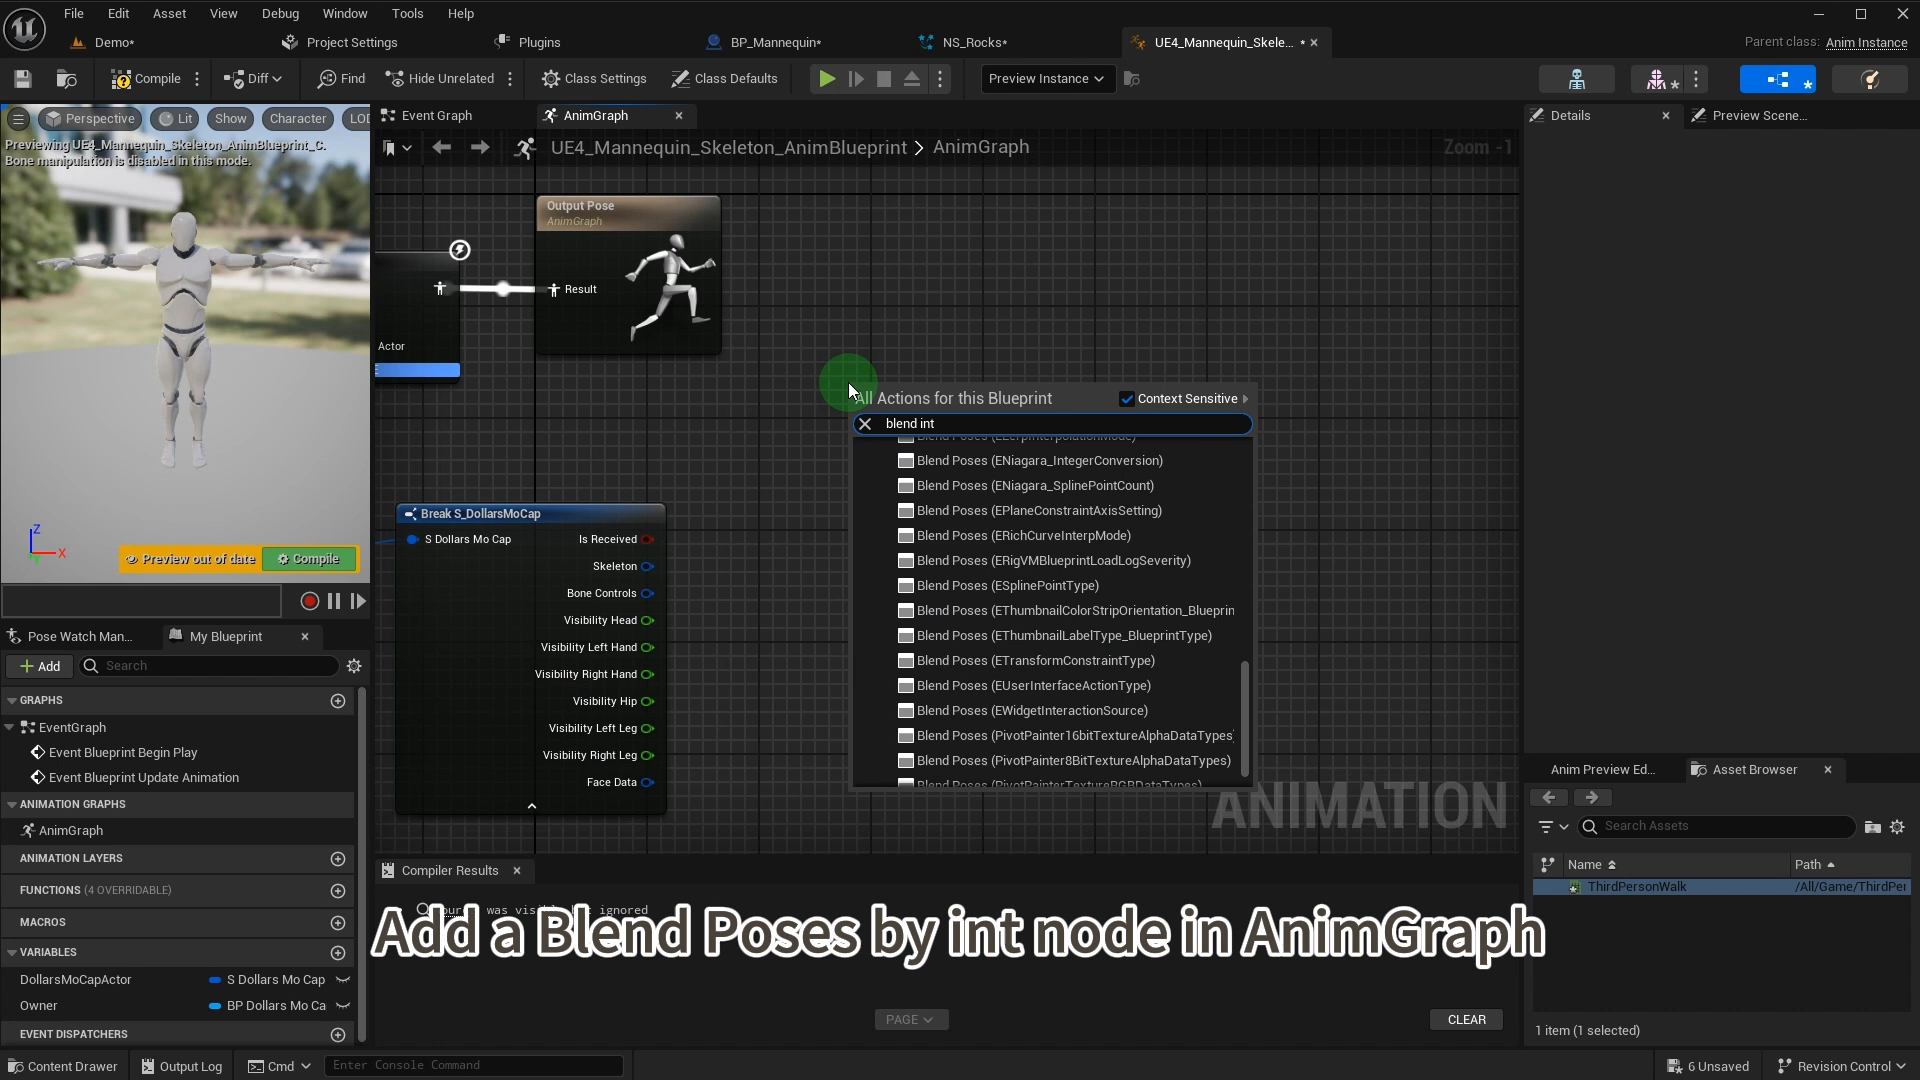 File Edit Asset View Debug Window Tools Help
Demo* Project Settings Plugins BP_Mannequin* NS_Rocks* UE4_Mannequin_Skele... * Parent class: Anim Instance
Compile Diff Find Hide Unrelated Class Settings Class Defaults Preview Instance
Perspective Lit Show Character LOD
Previewing UE4_Mannequin_Skeleton_AnimBlueprint_C.
Bone manipulation is disabled in this mode.
Z
X
Preview out of date Compile
Event Graph AnimGraph
UE4_Mannequin_Skeleton_AnimBlueprint > AnimGraph Zoom -1
Output Pose
AnimGraph
Result
Actor
Break S_DollarsMoCap
S Dollars Mo Cap Is Received
Skeleton
Bone Controls
Visibility Head
Visibility Left Hand
Visibility Right Hand
Visibility Hip
Visibility Left Leg
Visibility Right Leg
Face Data
All Actions for this Blueprint Context Sensitive
blend int
Blend Poses (ELerpInterpolationMode)
Blend Poses (ENiagara_IntegerConversion)
Blend Poses (ENiagara_SplinePointCount)
Blend Poses (EPlaneConstraintAxisSetting)
Blend Poses (ERichCurveInterpMode)
Blend Poses (ERigVMBlueprintLoadLogSeverity)
Blend Poses (ESplinePointType)
Blend Poses (EThumbnailColorStripOrientation_Blueprin
Blend Poses (EThumbnailLabelType_BlueprintType)
Blend Poses (ETransformConstraintType)
Blend Poses (EUserInterfaceActionType)
Blend Poses (EWidgetInteractionSource)
Blend Poses (PivotPainter16bitTextureAlphaDataTypes)
Blend Poses (PivotPainter8BitTextureAlphaDataTypes)
Blend Poses (PivotPainterTextureRGBDataTypes)
ANIMATION
Pose Watch Man... My Blueprint
Add Search
GRAPHS
EventGraph
Event Blueprint Begin Play
Event Blueprint Update Animation
ANIMATION GRAPHS
AnimGraph
ANIMATION LAYERS
FUNCTIONS (4 OVERRIDABLE)
MACROS
VARIABLES
DollarsMoCapActor S Dollars Mo Cap
Owner BP Dollars Mo Ca
EVENT DISPATCHERS
Compiler Results
was visible but ignored
Add a Blend Poses by int node in AnimGraph
PAGE CLEAR
Details Preview Scene...
Anim Preview Ed... Asset Browser
Search Assets
Name Path
ThirdPersonWalk /All/Game/ThirdPer
1 item (1 selected)
Content Drawer Output Log Cmd Enter Console Command 6 Unsaved Revision Control